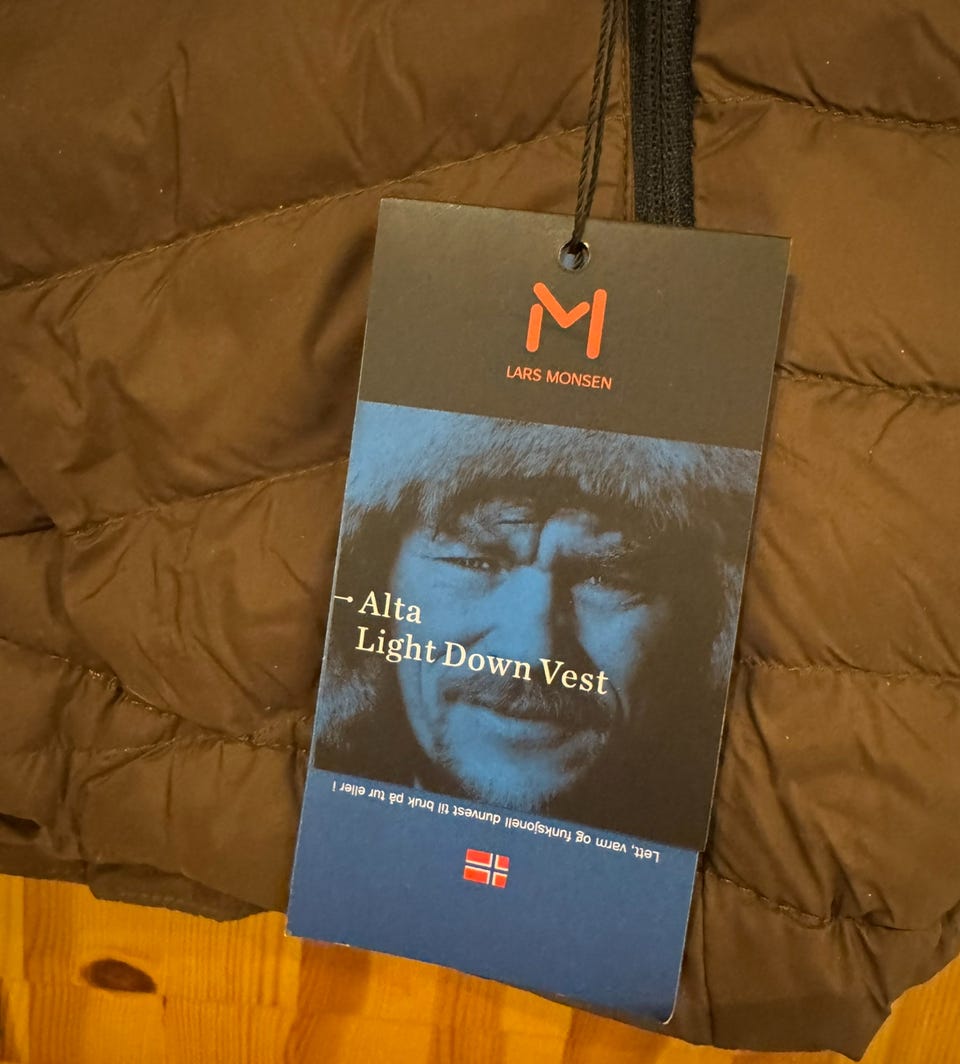 LARS MONSEN
Alta
Light Down Vest
Lett, varm og funksjonell dunvest til bruk på tur eller i